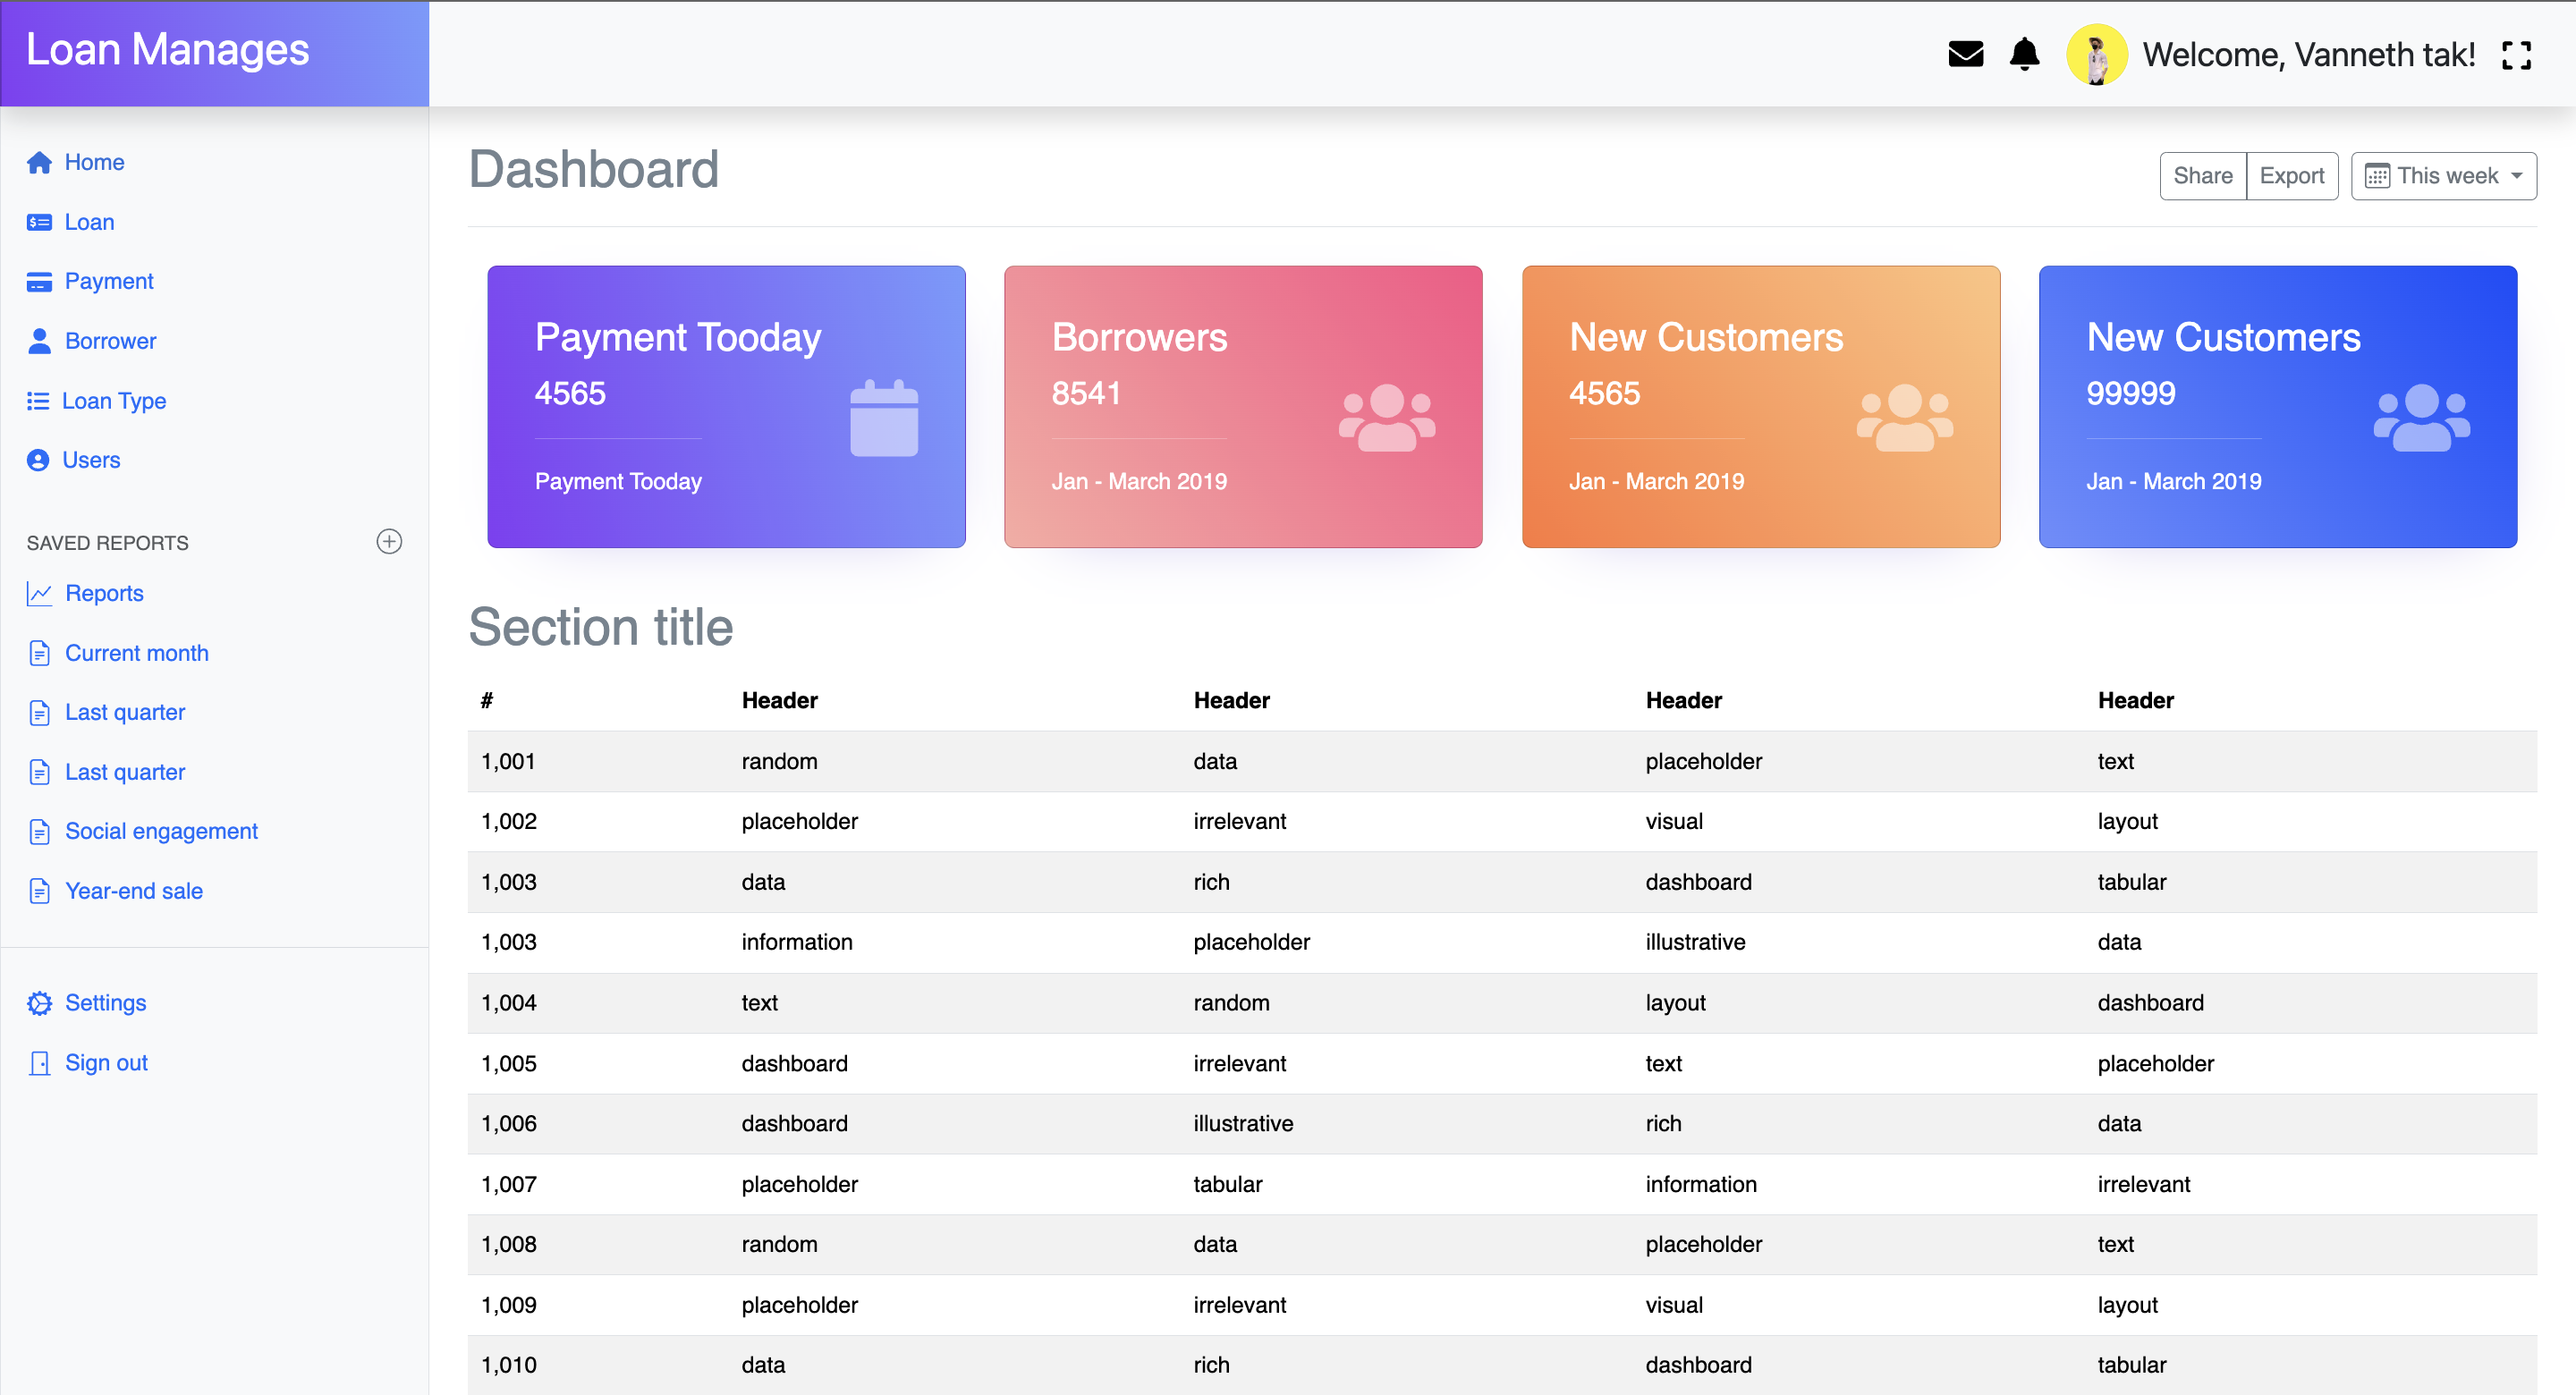 Loan Manages
Welcome, Vanneth tak!
Home
Loan
Payment
Borrower
Loan Type
Users
SAVED REPORTS
Reports
Current month
Last quarter
Last quarter
Social engagement
Year-end sale
Settings
Sign out
Dashboard
Share Export This week
Payment Tooday
4565
Payment Tooday
Borrowers
8541
Jan - March 2019
New Customers
4565
Jan - March 2019
New Customers
99999
Jan - March 2019
Section title
# Header Header Header Header
1,001 random data placeholder text
1,002 placeholder irrelevant visual layout
1,003 data rich dashboard tabular
1,003 information placeholder illustrative data
1,004 text random layout dashboard
1,005 dashboard irrelevant text placeholder
1,006 dashboard illustrative rich data
1,007 placeholder tabular information irrelevant
1,008 random data placeholder text
1,009 placeholder irrelevant visual layout
1,010 data rich dashboard tabular